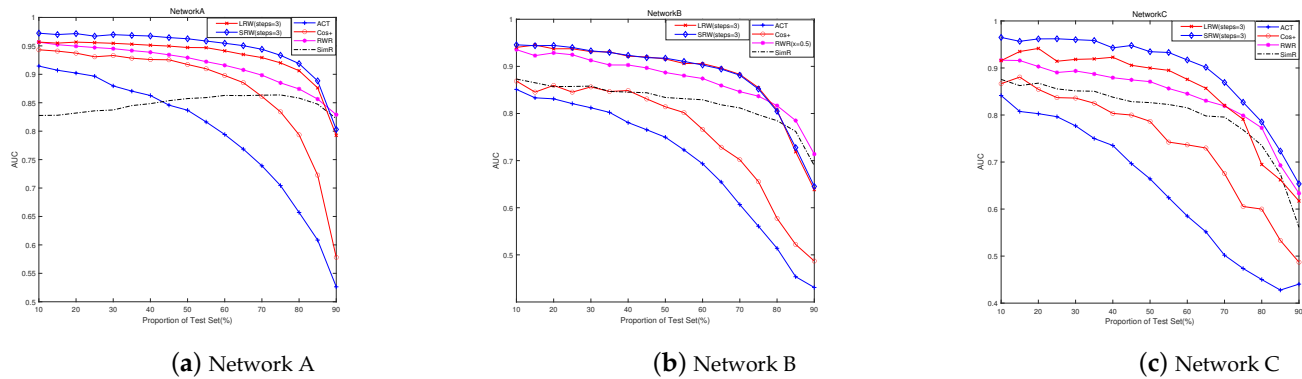 NetworkA
LRW(steps=3)
SRW(steps=3)
ACT
Cos+
RWR
SimR
1
0.95
0.9
0.85
0.8
0.75
0.7
0.65
0.6
0.55
0.5
AUC
10 20 30 40 50 60 70 80 90
Proportion of Test Set(%)
(a) Network A
NetworkB
LRW(steps=3)
SRW(steps=3)
ACT
Cos+
RWR(x=0.5)
SimR
1
0.9
0.8
0.7
0.6
0.5
AUC
10 20 30 40 50 60 70 80 90
Proportion of Test Set(%)
(b) Network B
NetworkC
LRW(steps=3)
SRW(steps=3)
ACT
Cos+
RWR
SimR
1
0.9
0.8
0.7
0.6
0.5
0.4
AUC
10 20 30 40 50 60 70 80 90
Proportion of Test Set(%)
(c) Network C